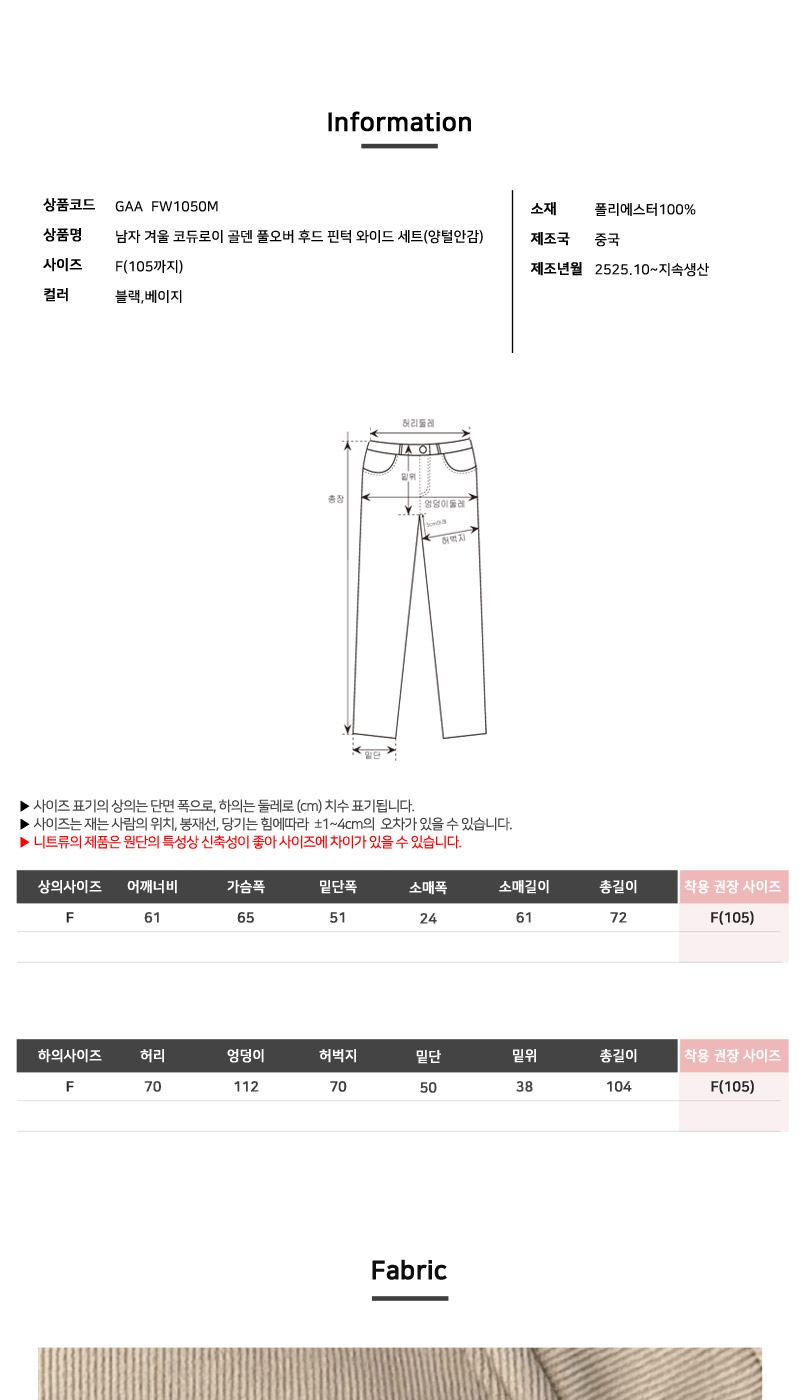 Information
상품코드 GAA FW1050M
상품명 남자 겨울 코듀로이 골덴 풀오버 후드 핀턱 와이드 세트(양털안감)
사이즈 F(105까지)
컬러 블랙,베이지
소재 폴리에스터100%
제조국 중국
제조년월 2525.10~지속생산
허리둘레
밑위
총장
엉덩이둘레
허벅지
밑단
▶ 사이즈 표기의 상의는 단면 폭으로, 하의는 둘레로 (cm) 치수 표기됩니다.
▶ 사이즈는 재는 사람의 위치, 봉재선, 당기는 힘에따라 ±1~4cm의 오차가 있을 수 있습니다.
▶ 니트류의 제품은 원단의 특성상 신축성이 좋아 사이즈에 차이가 있을 수 있습니다.
상의사이즈 어깨너비 가슴폭 밑단폭 소매폭 소매길이 총길이 착용 권장 사이즈
F 61 65 51 24 61 72 F(105)
하의사이즈 허리 엉덩이 허벅지 밑단 밑위 총길이 착용 권장 사이즈
F 70 112 70 50 38 104 F(105)
Fabric